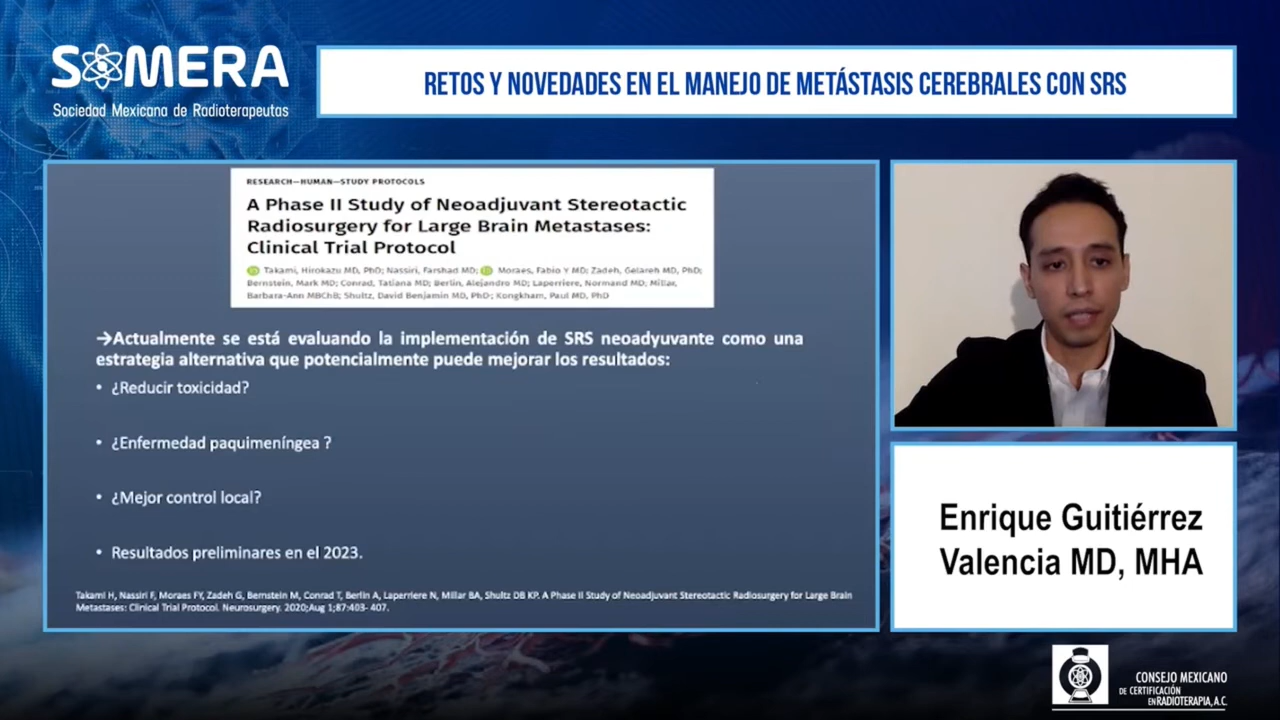 SOMERA
Sociedad Mexicana de Radioterapeutas
RETOS Y NOVEDADES EN EL MANEJO DE METÁSTASIS CEREBRALES CON SRS
RESEARCH—HUMAN—STUDY PROTOCOLS
A Phase II Study of Neoadjuvant Stereotactic
Radiosurgery for Large Brain Metastases:
Clinical Trial Protocol
Takami, Hirokazu MD, PhD; Nassiri, Farshad MD; Moraes, Fabio Y MD; Zadeh, Gelareh MD, PhD;
Bernstein, Mark MD; Conrad, Tatiana MD; Berlin, Alejandro MD; Laperriere, Normand MD; Millar,
Barbara-Ann MBChB; Shultz, David Benjamin MD, PhD; Kongkham, Paul MD, PhD
→Actualmente se está evaluando la implementación de SRS neoadyuvante como una
estrategia alternativa que potencialmente puede mejorar los resultados:
• ¿Reducir toxicidad?
• ¿Enfermedad paquimeníngea ?
• ¿Mejor control local?
• Resultados preliminares en el 2023.
Takami H, Nassiri F, Moraes FY, Zadeh G, Bernstein M, Conrad T, Berlin A, Laperriere N, Millar BA, Shultz DB KP. A Phase II Study of Neoadjuvant Stereotactic Radiosurgery for Large Brain
Metastases: Clinical Trial Protocol. Neurosurgery. 2020;Aug 1;87:403- 407.
Enrique Guitiérrez
Valencia MD, MHA
CONSEJO MEXICANO
DE CERTIFICACIÓN
EN RADIOTERAPIA, A.C.